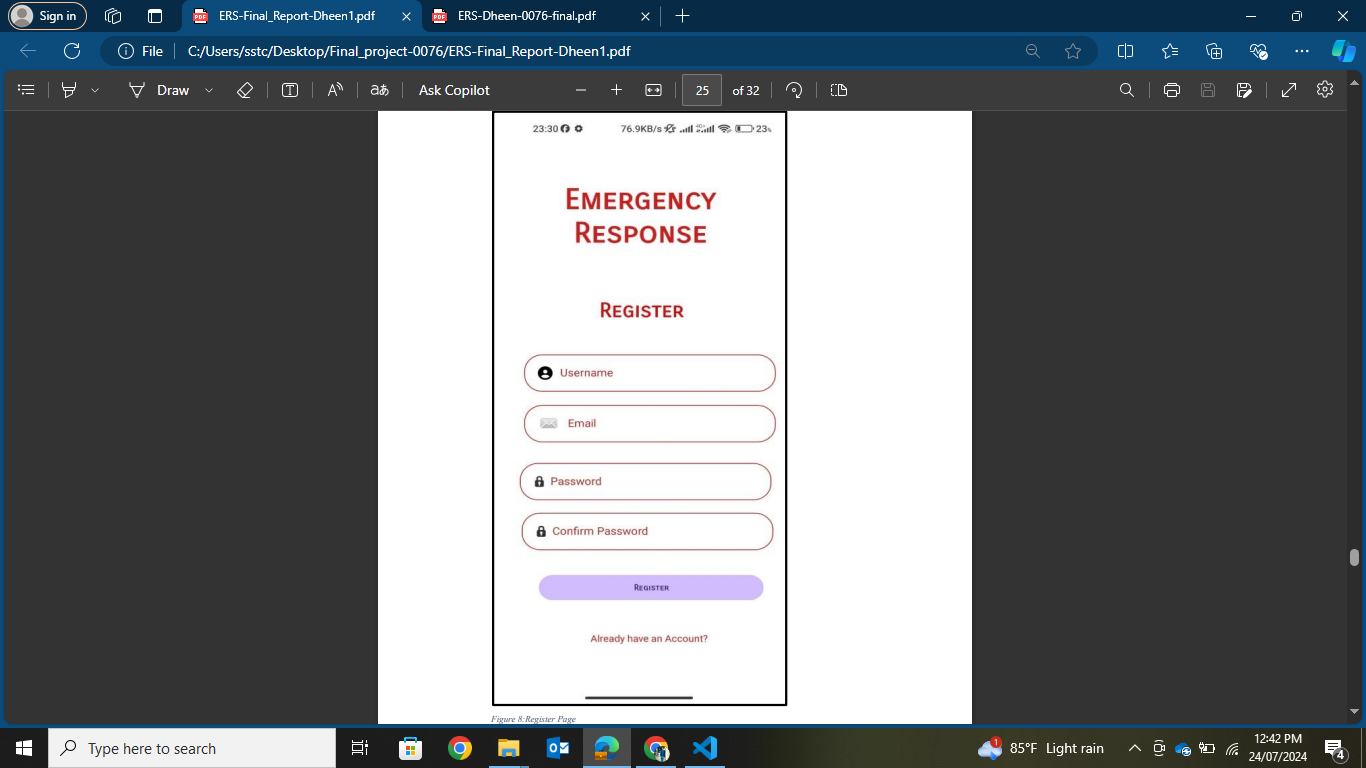 Sign in
ERS-Final_Report-Dheen1.pdf
ERS-Dheen-0076-final.pdf
File
C:/Users/sstc/Desktop/Final_project-0076/ERS-Final_Report-Dheen1.pdf
Draw
Ask Copilot
25 of 32
23:30
76.9KB/s
23%
EMERGENCY
RESPONSE
REGISTER
Username
Email
Password
Confirm Password
REGISTER
Already have an Account?
Figure 8:Register Page
Type here to search
1
85°F Light rain
12:42 PM
24/07/2024
4